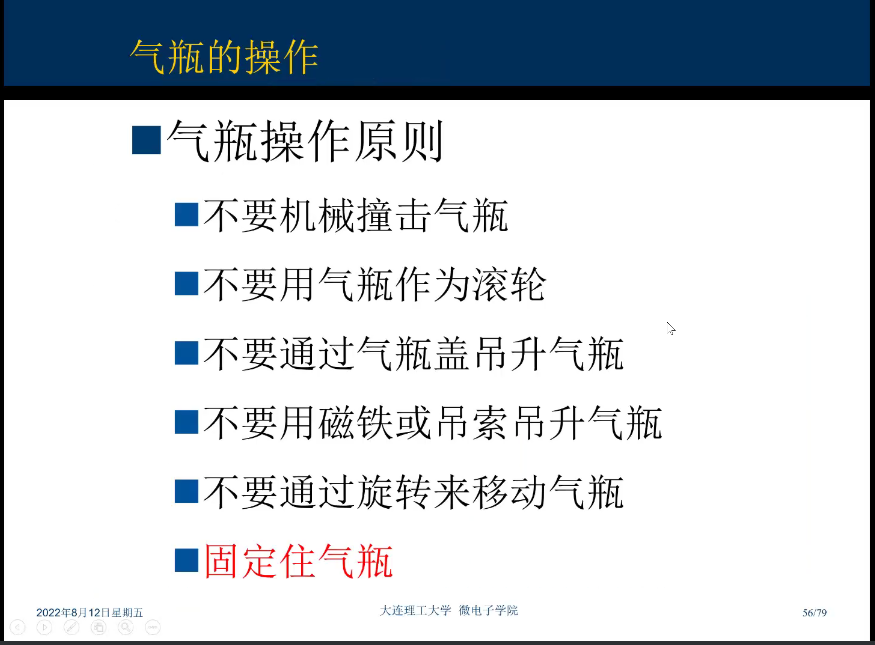 气瓶的操作
气瓶操作原则
不要机械撞击气瓶
不要用气瓶作为滚轮
不要通过气瓶盖吊升气瓶
不要用磁铁或吊索吊升气瓶
不要通过旋转来移动气瓶
固定住气瓶
2022年8月12日星期五
大连理工大学 微电子学院
56/79